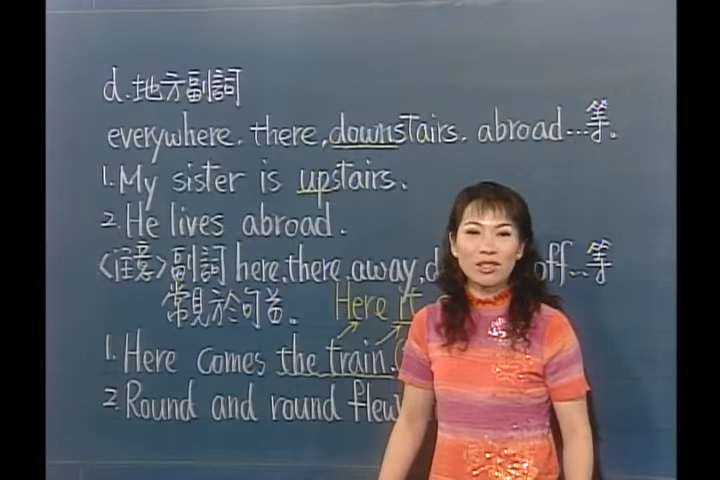 d. 地方副詞
everywhere. there, downstairs. abroad...等。
1. My sister is upstairs.
2. He lives abroad.
<注意>副詞 here, there, away, d off...等
常見於句首。 Here it
1. Here comes the train.
2. Round and round flew